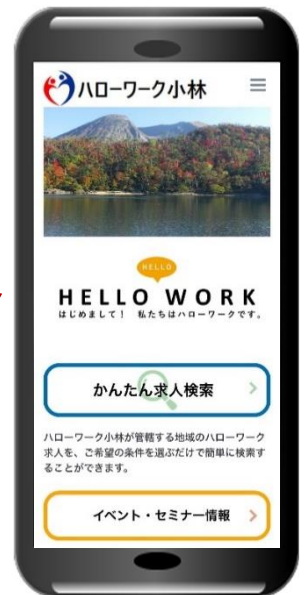 ハローワーク小林
HELLO
HELLO WORK
はじめまして! 私たちはハローワークです。
かんたん求人検索
ハローワーク小林が管轄する地域のハローワーク
求人を、ご希望の条件を選ぶだけで簡単に検索す
ることができます。
イベント・セミナー情報